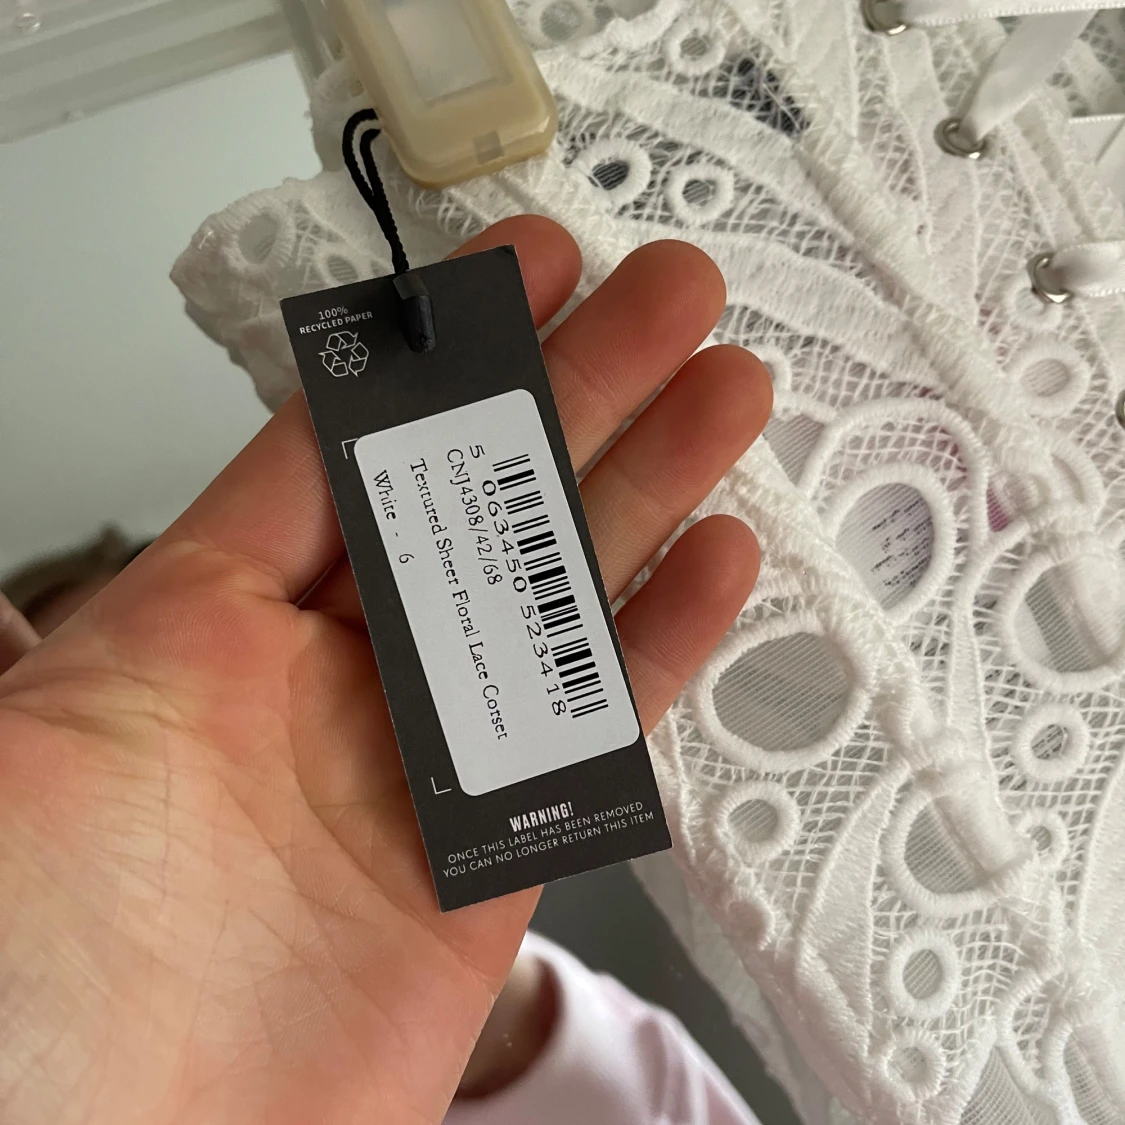 100%
RECYCLED PAPER
5 063450 523418
CNJ4308/42/68
Textured Sheer Floral Lace Corset
White - 6
WARNING!
ONCE THIS LABEL HAS BEEN REMOVED
YOU CAN NO LONGER RETURN THIS ITEM